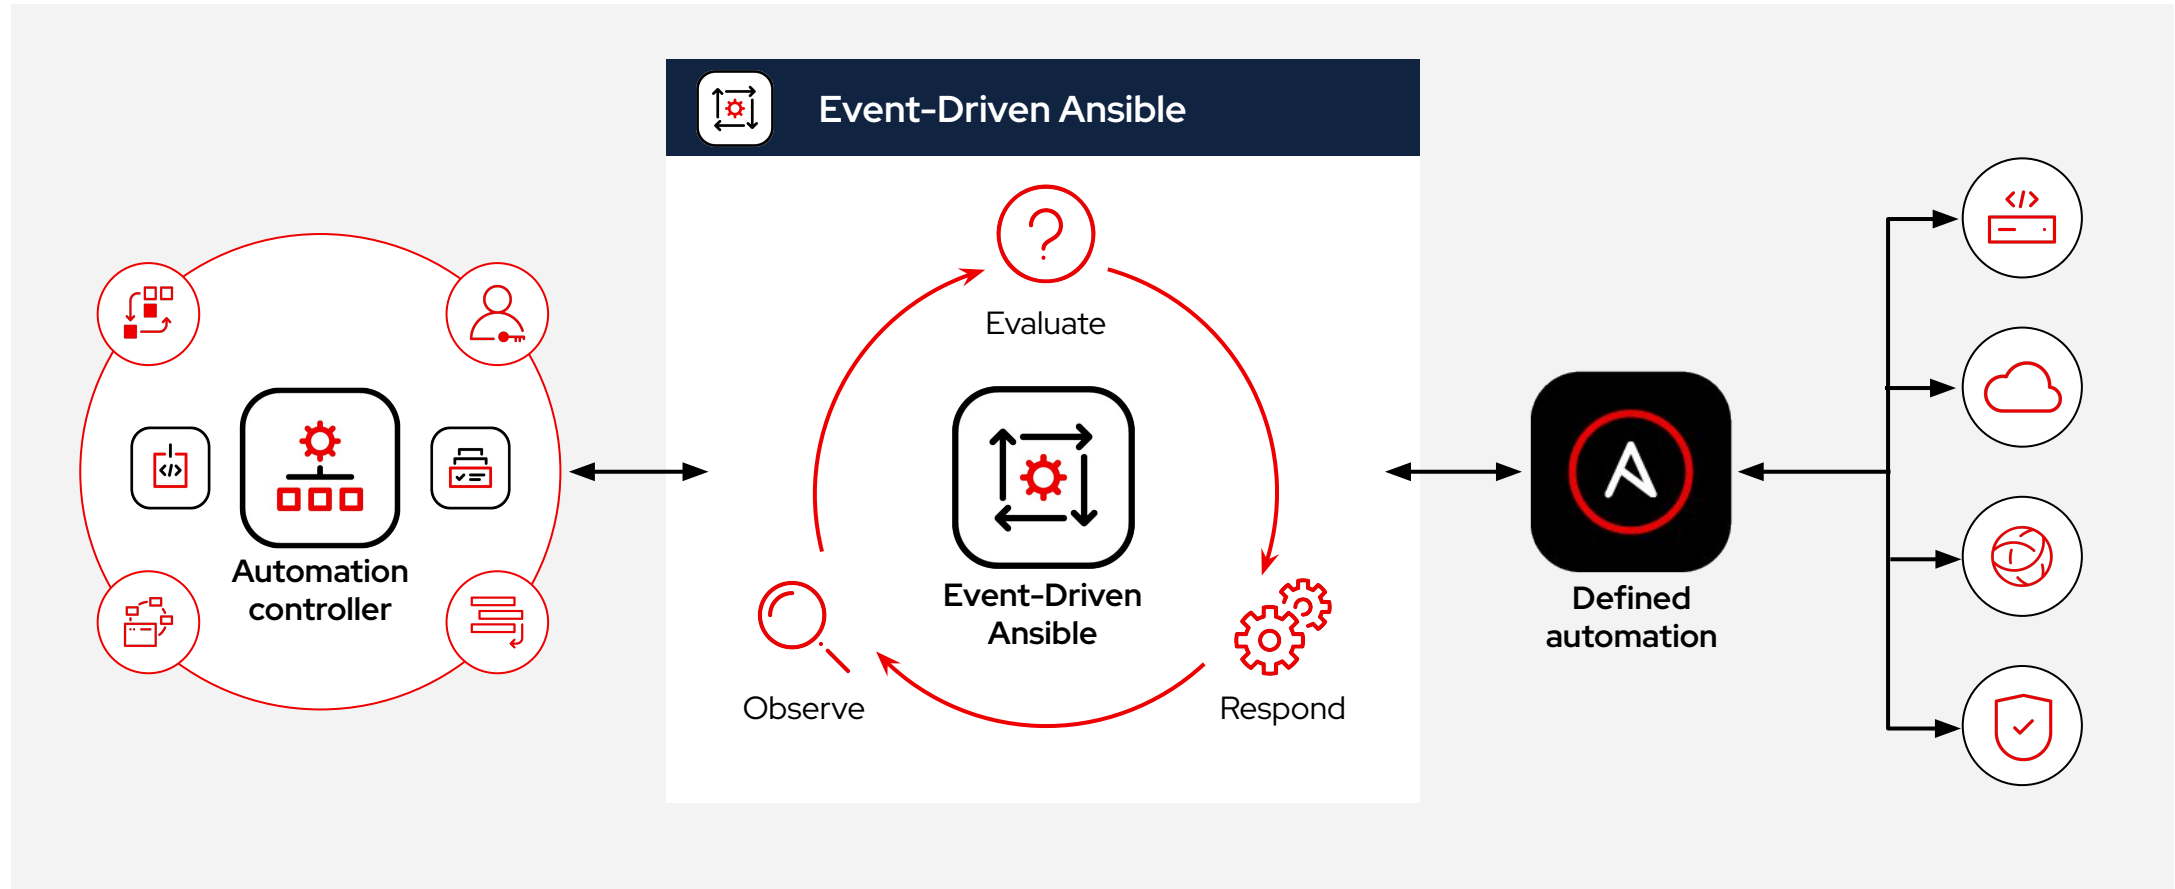 Event-Driven Ansible
Evaluate
Automation
controller
Event-Driven
Ansible
Observe
Respond
Defined
automation